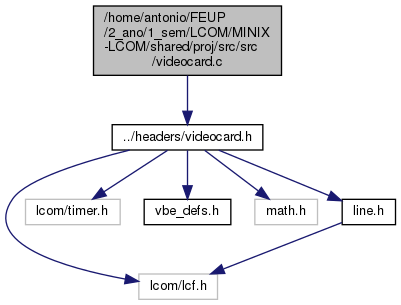 /home/antonio/FEUP
/2_ano/1_sem/LCOM/MINIX
-LCOM/shared/proj/src/src
/videocard.c
../headers/videocard.h
lcom/timer.h
vbe_defs.h
math.h
line.h
lcom/lcf.h